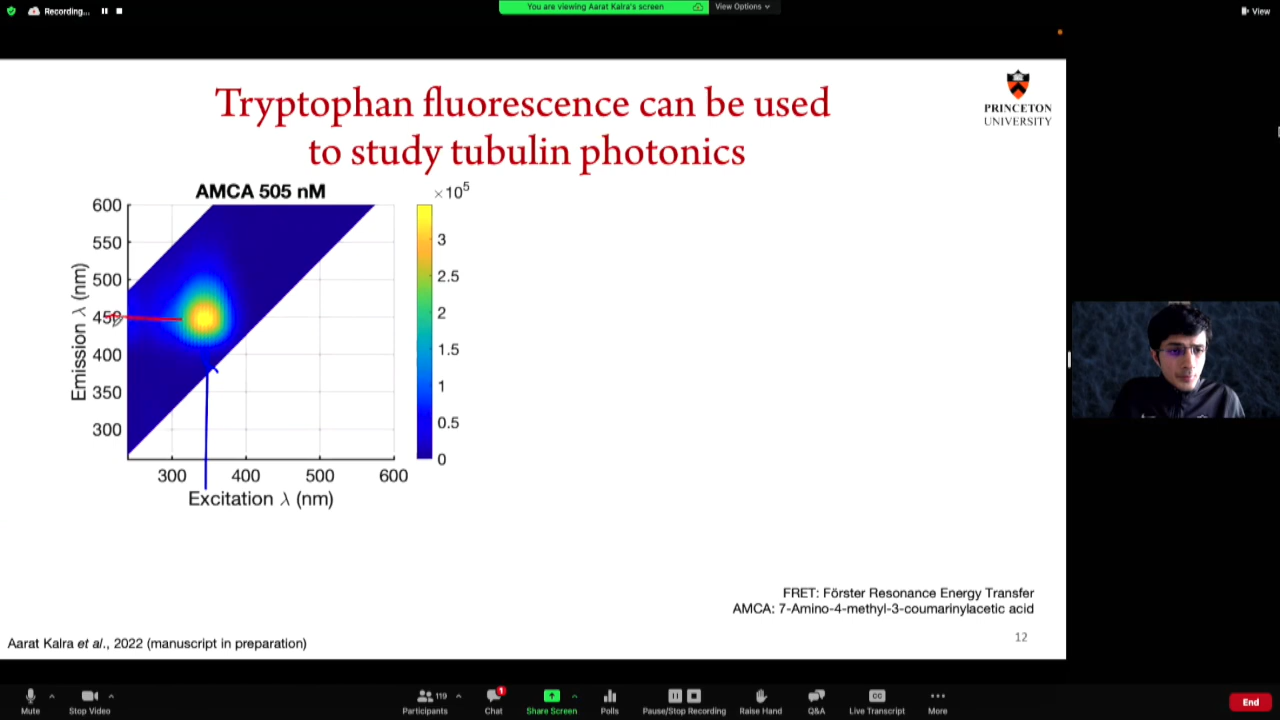 Recording...
You are viewing Aarat Kalra's screen
View Options
View
Tryptophan fluorescence can be used
to study tubulin photonics
PRINCETON
UNIVERSITY
AMCA 505 nM
×10^5
600
550
500
450
400
350
300
Emission λ (nm)
300 400 500 600
Excitation λ (nm)
3
2.5
2
1.5
1
0.5
0
FRET: Förster Resonance Energy Transfer
AMCA: 7-Amino-4-methyl-3-coumarinylacetic acid
12
Aarat Kalra et al., 2022 (manuscript in preparation)
119
1
Mute Stop Video Participants Chat Share Screen Polls Pause/Stop Recording Raise Hand Q&A Live Transcript More End
CC